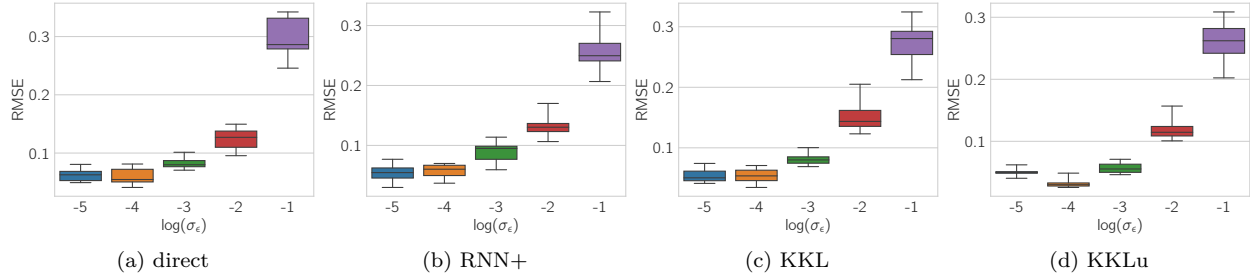 RMSE
0.3
0.2
0.1
-5 -4 -3 -2 -1
log(σϵ)
(a) direct
RMSE
0.3
0.2
0.1
-5 -4 -3 -2 -1
log(σϵ)
(b) RNN+
RMSE
0.3
0.2
0.1
-5 -4 -3 -2 -1
log(σϵ)
(c) KKL
RMSE
0.3
0.2
0.1
-5 -4 -3 -2 -1
log(σϵ)
(d) KKLu